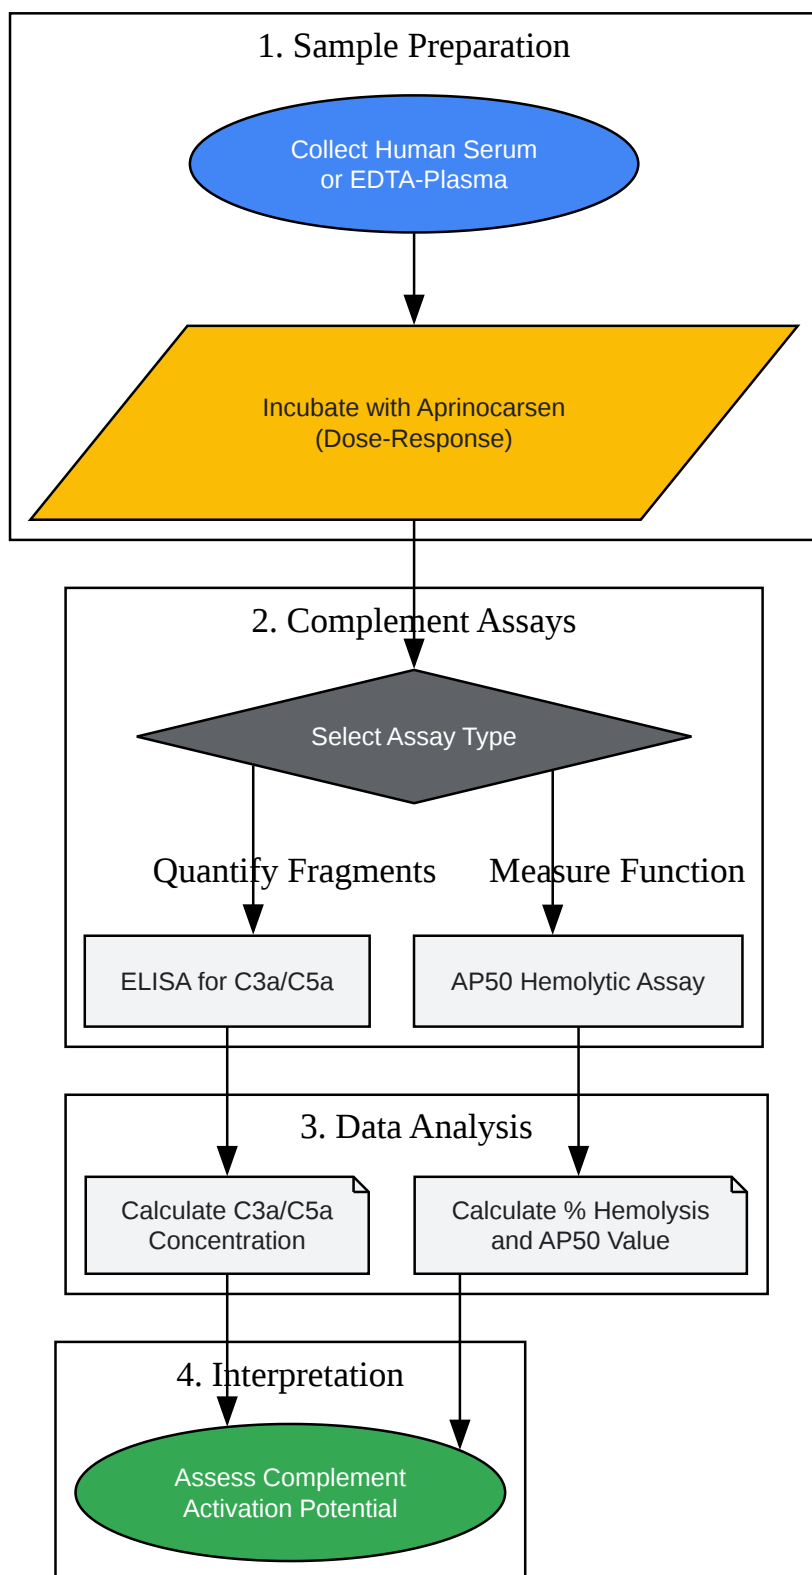 1. Sample Preparation
Collect Human Serum
or EDTA-Plasma
Incubate with Aprinocarsen
(Dose-Response)
2. Complement Assays
Select Assay Type
Quantify Fragments
Measure Function
ELISA for C3a/C5a
AP50 Hemolytic Assay
3. Data Analysis
Calculate C3a/C5a
Concentration
Calculate % Hemolysis
and AP50 Value
4. Interpretation
Assess Complement
Activation Potential